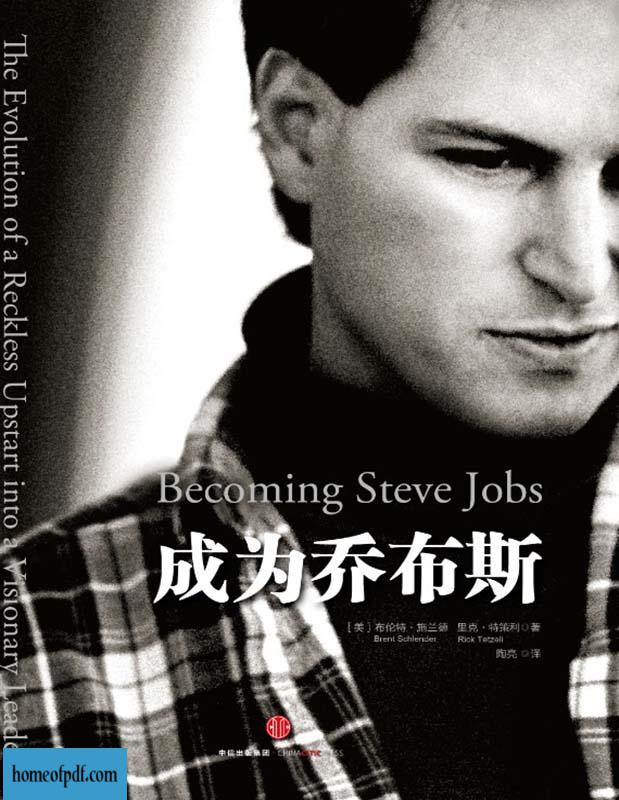 The Evolution of a Reckless Upstart into a Visionary Leade
Becoming Steve Jobs
成为乔布斯
[美] 布伦特·施兰德 里克·特策利◎著
Brent Schlender Rick Tetzeli
陶亮◎译
中信出版集团·CHINACITIC
homeofpdf.com